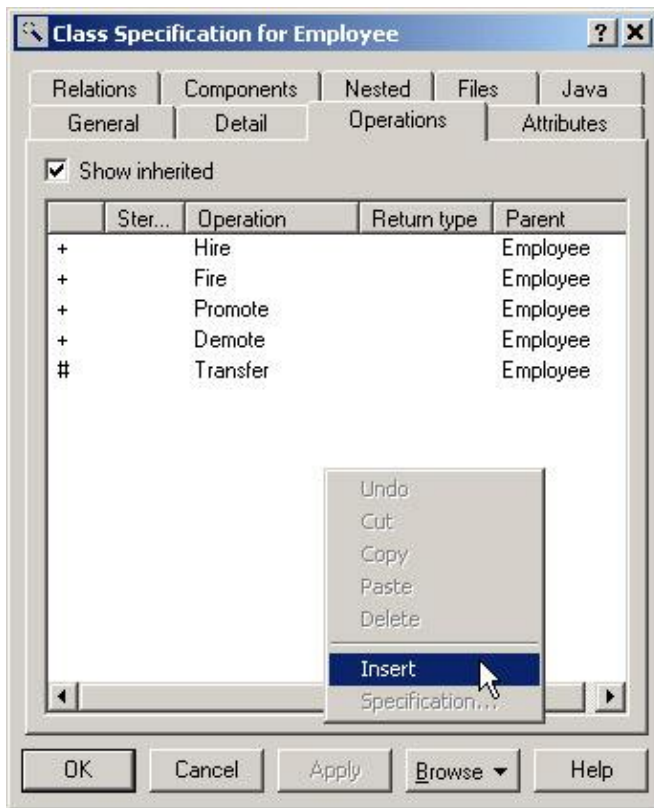 Class Specification for Employee
Relations Components Nested Files Java
General Detail Operations Attributes
Show inherited
Ster... Operation Return type Parent
+ Hire Employee
+ Fire Employee
+ Promote Employee
+ Demote Employee
# Transfer Employee
Undo
Cut
Copy
Paste
Delete
Insert
Specification...
OK Cancel Apply Browse Help